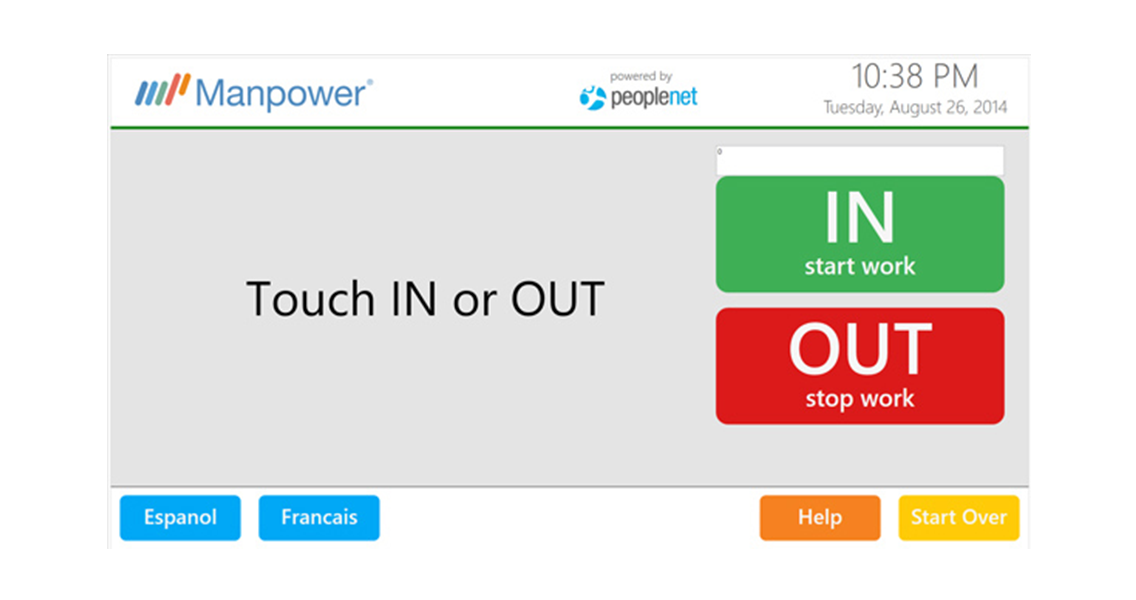 Manpower®
powered by
peoplenet
10:38 PM
Tuesday, August 26, 2014
0
IN
start work
Touch IN or OUT
OUT
stop work
Espanol
Francais
Help
Start Over